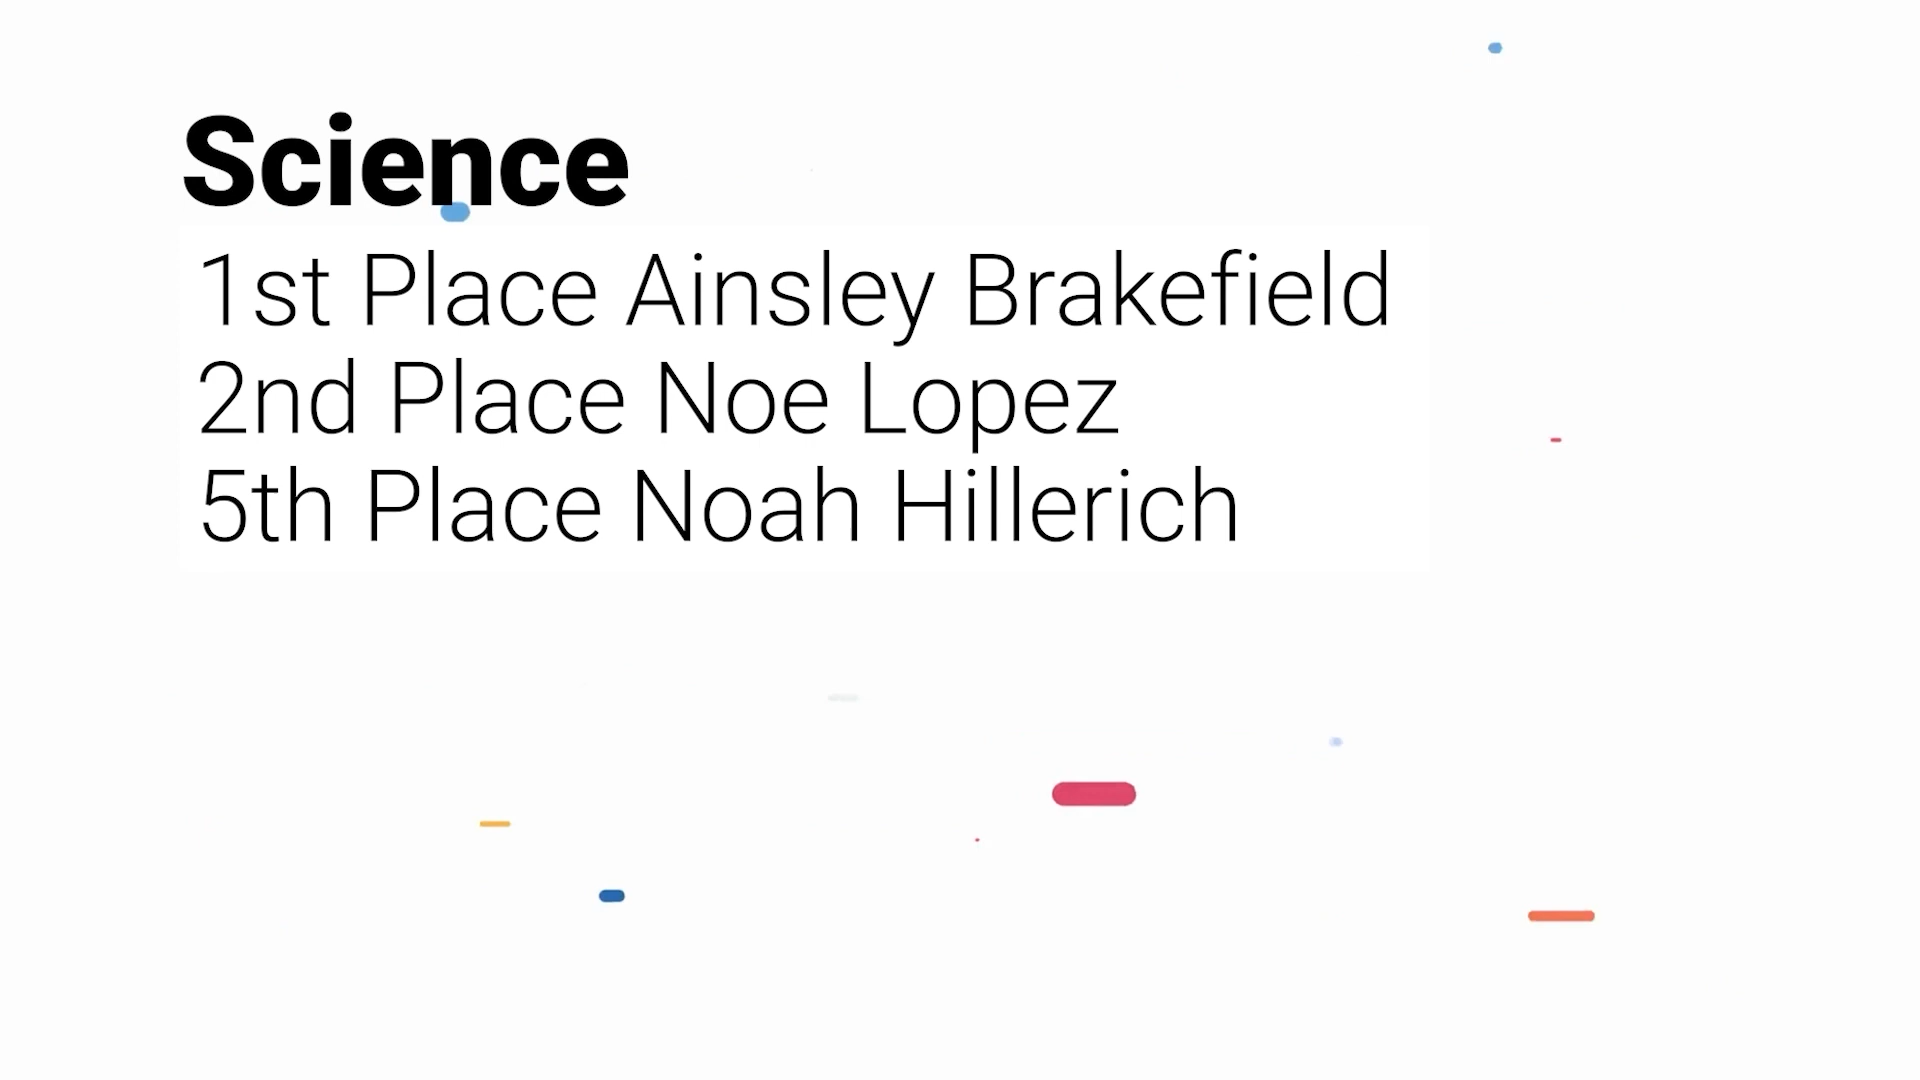 Science
1st Place Ainsley Brakefield
2nd Place Noe Lopez
5th Place Noah Hillerich